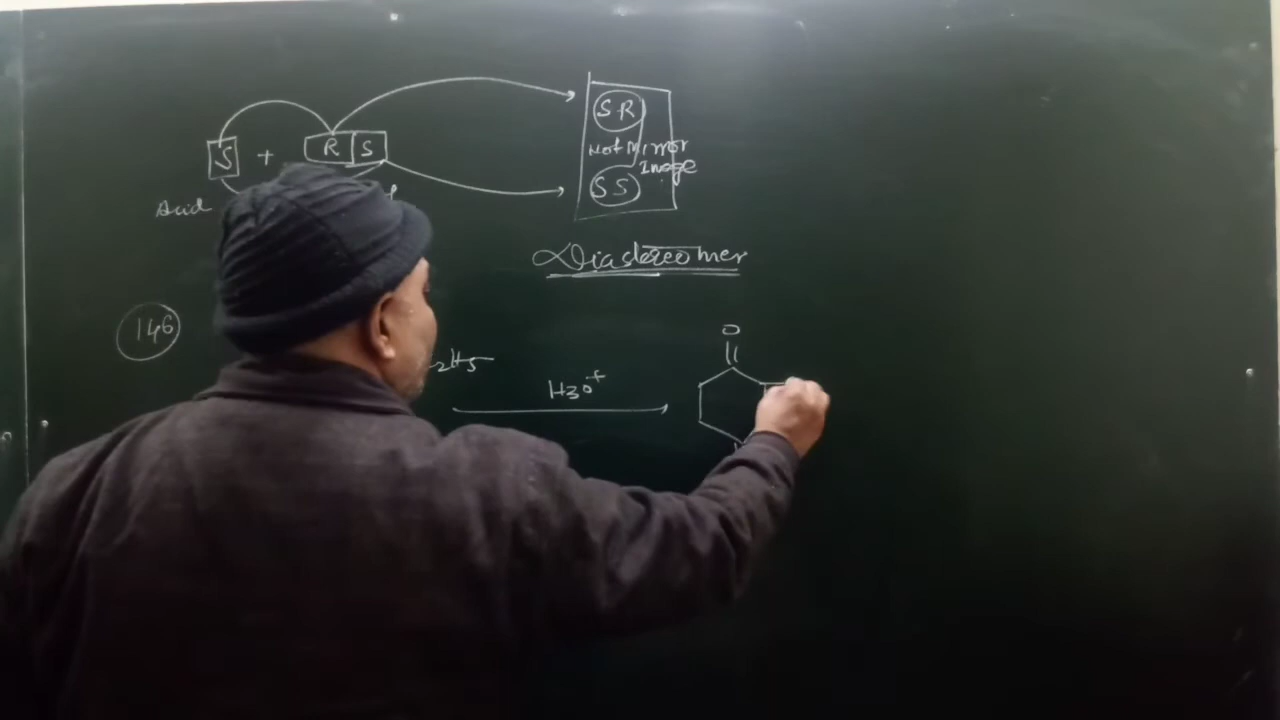 S + R S
SR
Not Mirror
Image
SS
Acid
Diastereomer
146
2H5
H3O+
O